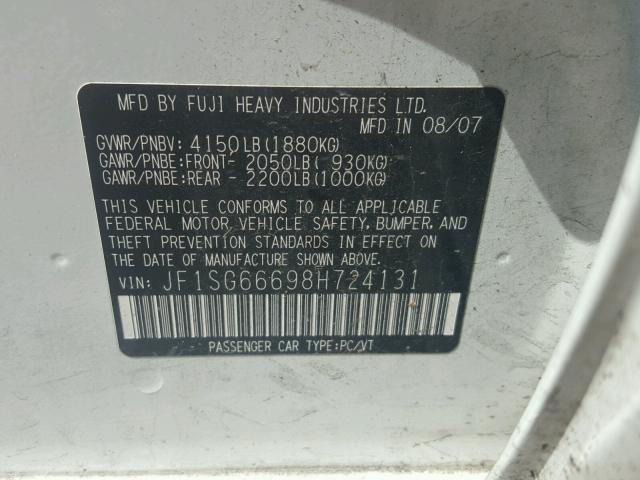 MFD BY FUJI HEAVY INDUSTRIES LTD.
MFD IN 08/07
GVWR/PNBV: 4150LB(1880KG)
GAWR/PNBE:FRONT- 2050LB( 930KG)
GAWR/PNBE:REAR - 2200LB(1000KG)
THIS VEHICLE CONFORMS TO ALL APPLICABLE
FEDERAL MOTOR VEHICLE SAFETY, BUMPER, AND
THEFT PREVENTION STANDARDS IN EFFECT ON
THE DATE OF MANUFACTURE SHOWN ABOVE.
VIN: JF1SG66698H724131
PASSENGER CAR TYPE:PC/VT